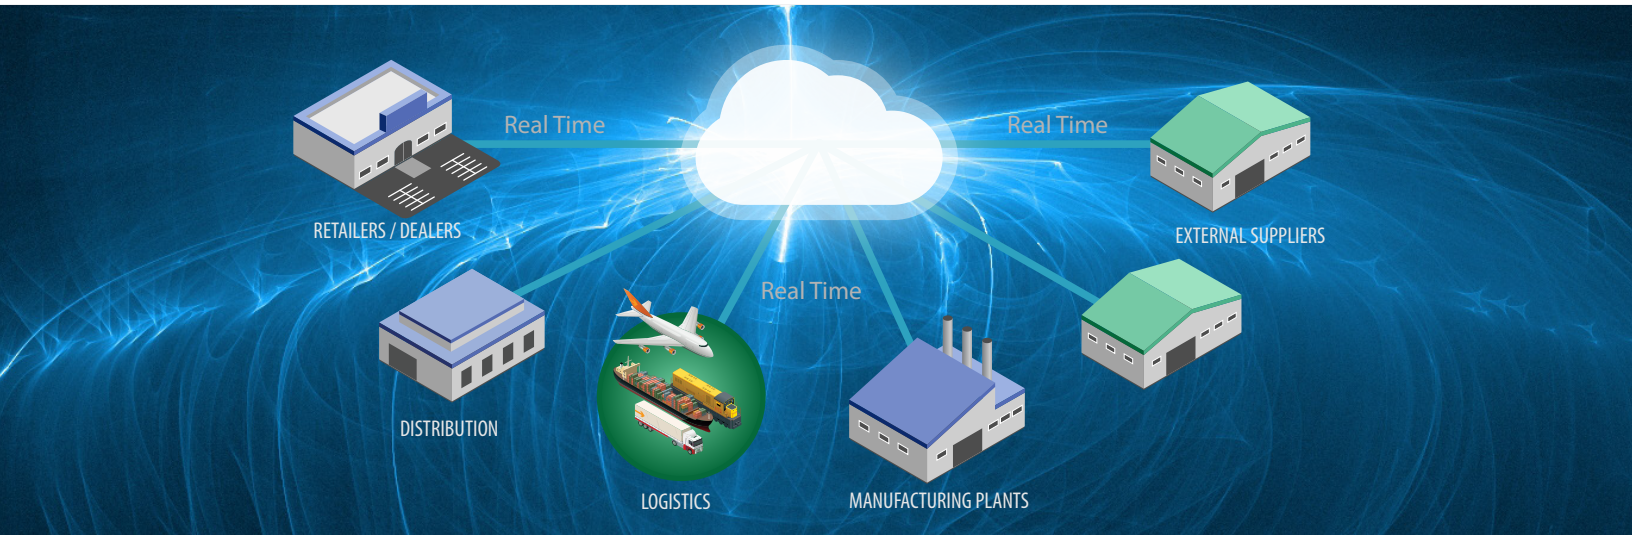 Real Time
Real Time
RETAILERS / DEALERS
EXTERNAL SUPPLIERS
Real Time
DISTRIBUTION
LOGISTICS
MANUFACTURING PLANTS